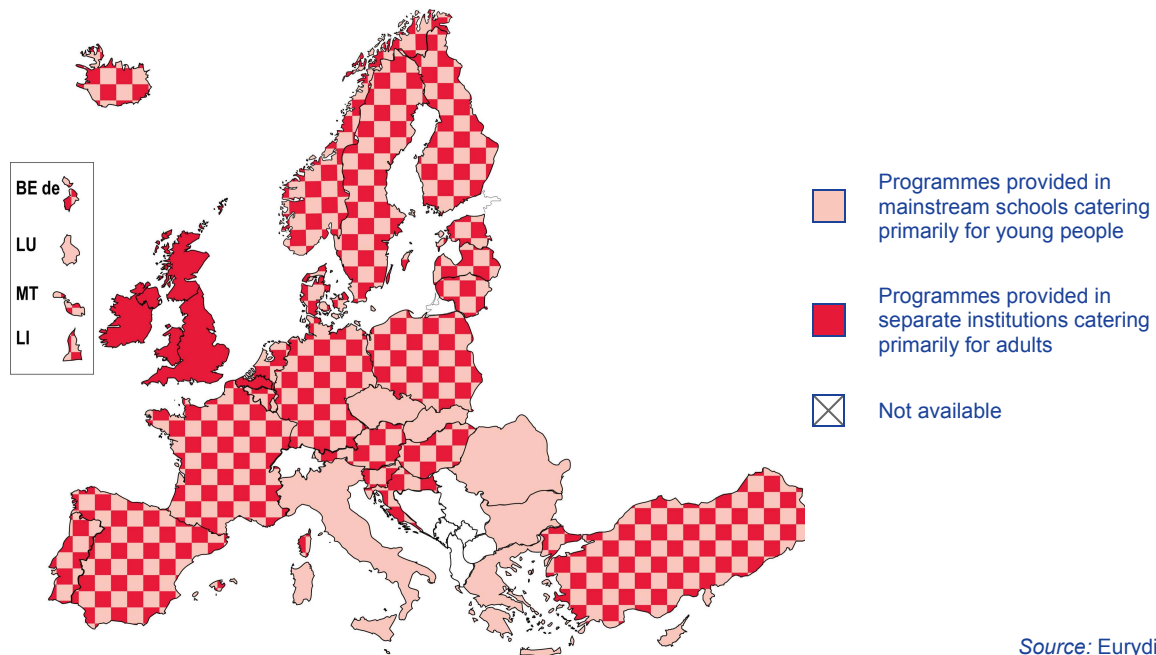 BE de
LU
MT
LI
Programmes provided in
mainstream schools catering
primarily for young people
Programmes provided in
separate institutions catering
primarily for adults
Not available
Source: Eurydi